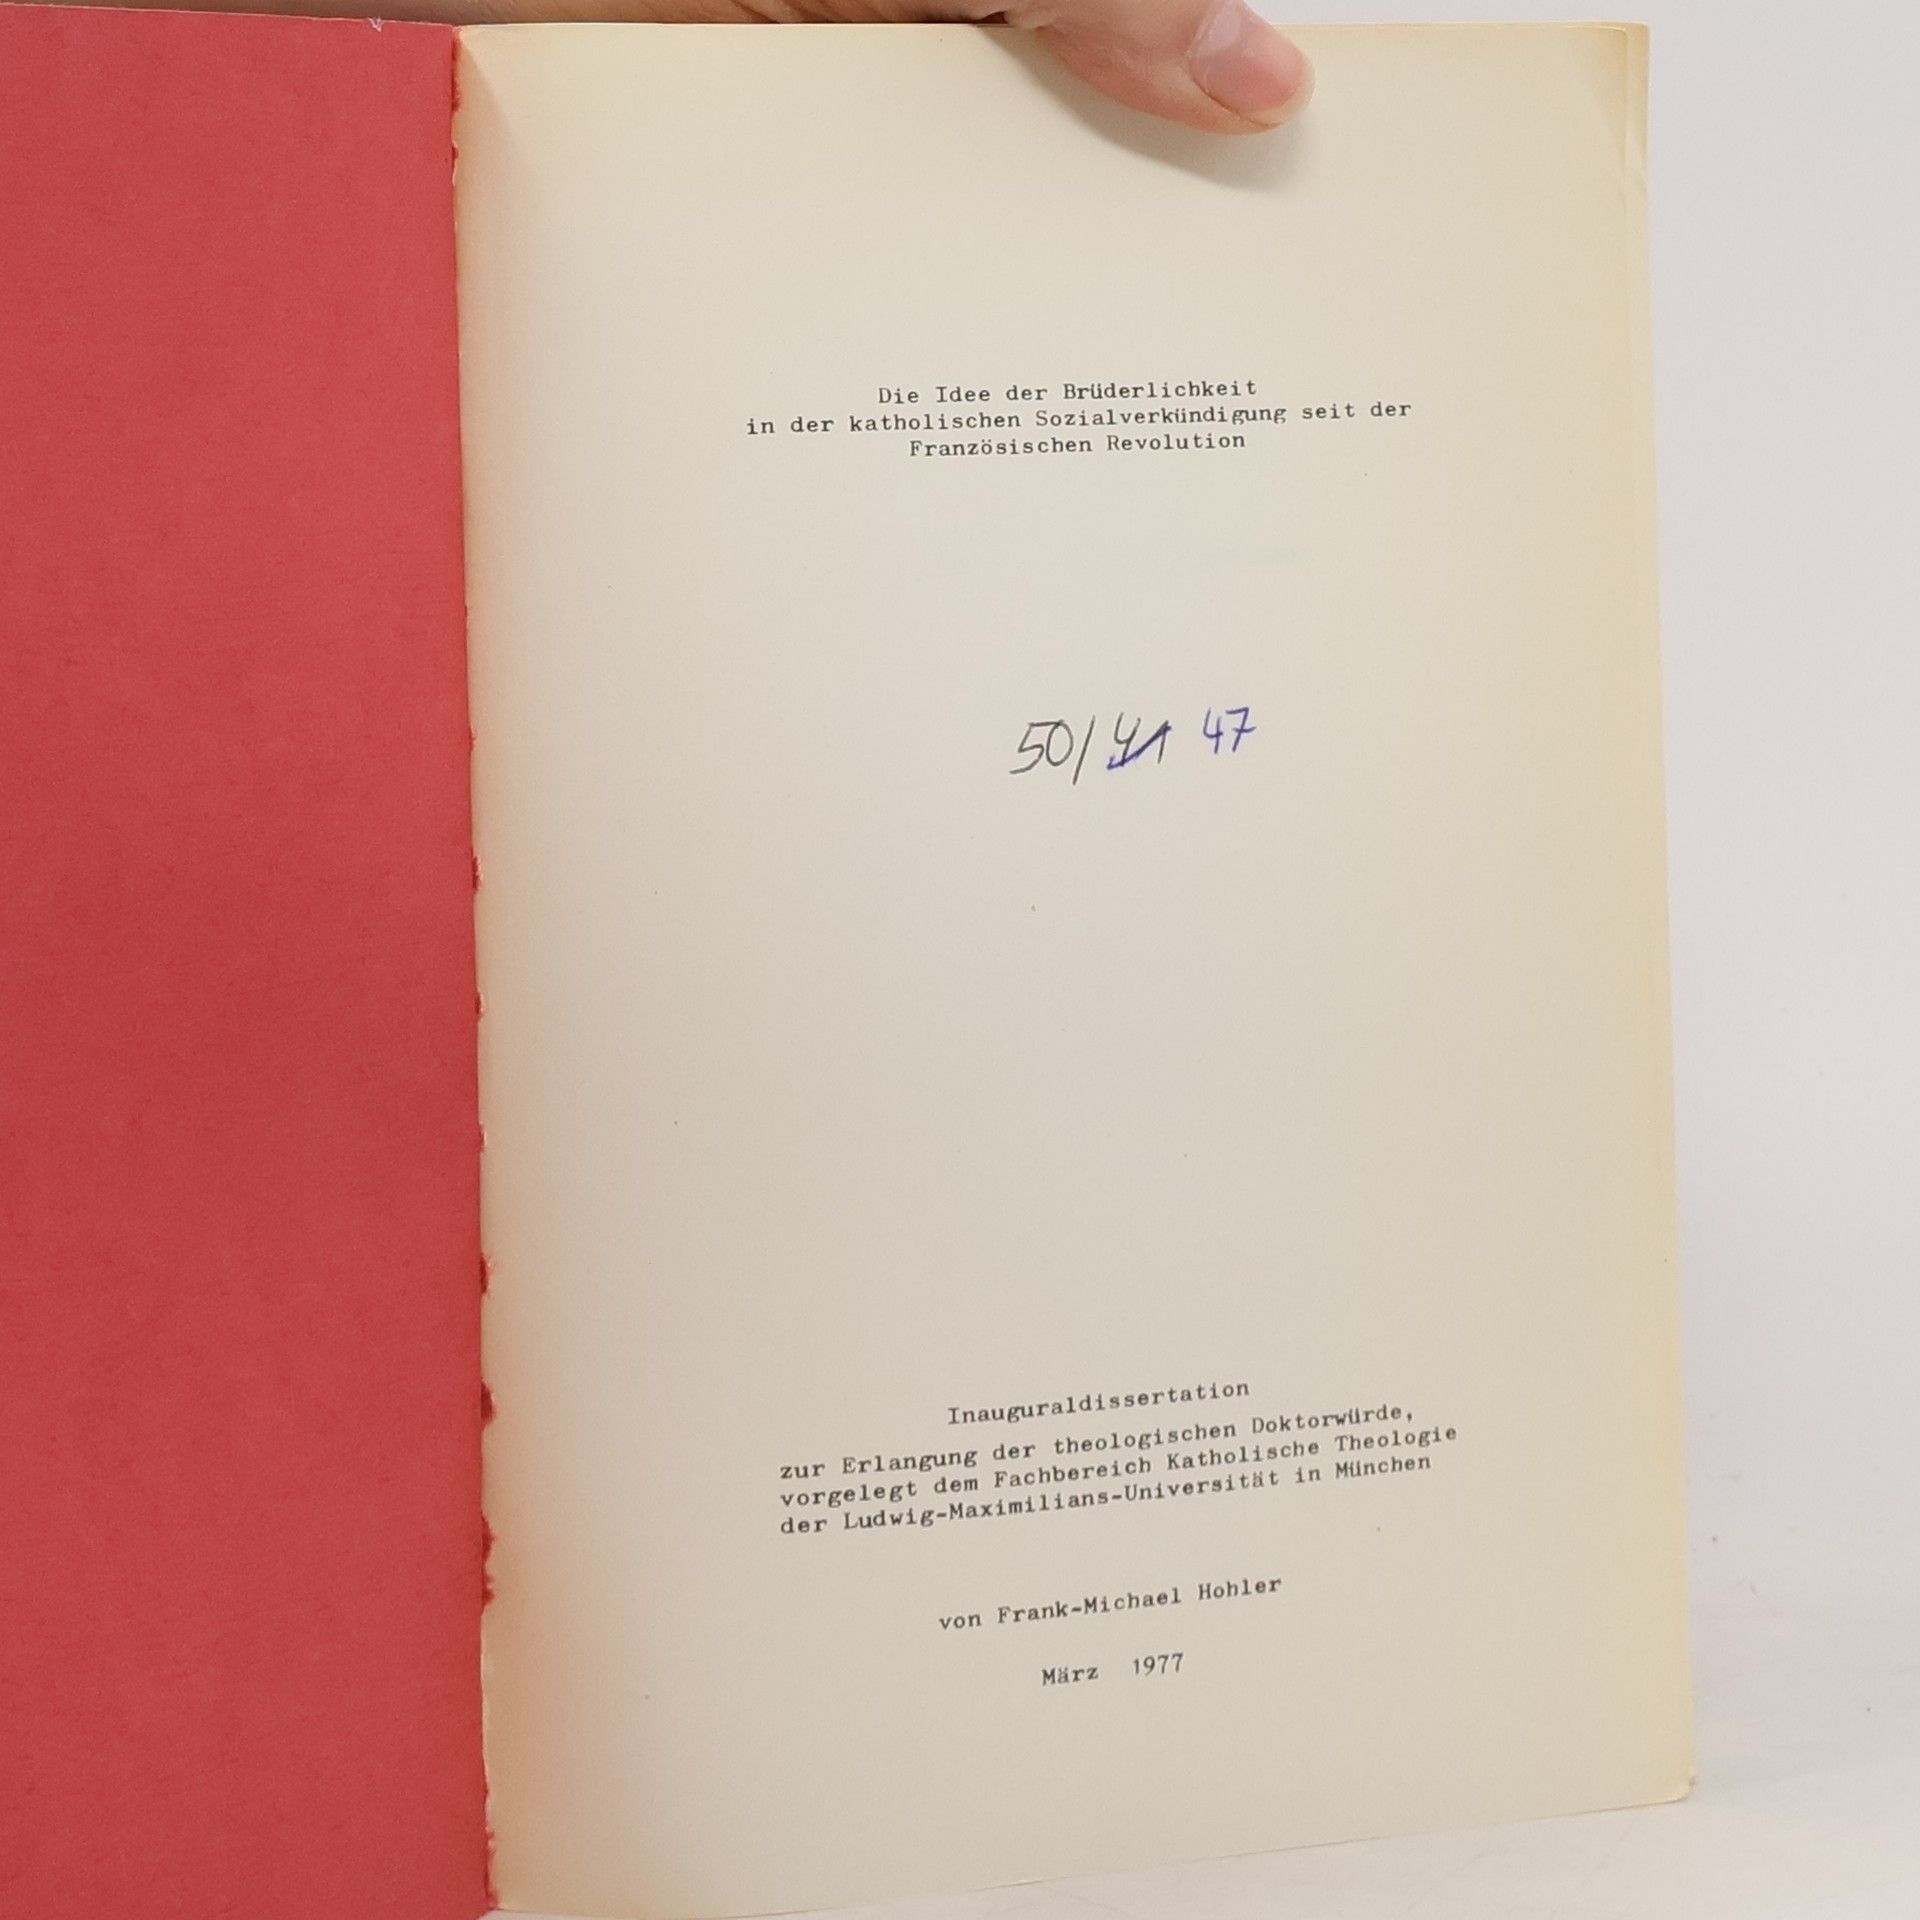 Die Idee der Brüderlichkeit
in der katholischen Sozialverkündigung seit der
Französischen Revolution
50/41 47
Inauguraldissertation
zur Erlangung der theologischen Doktorwürde,
vorgelegt dem Fachbereich Katholische Theologie
der Ludwig-Maximilians-Universität in München
von Frank-Michael Hohler
März 1977